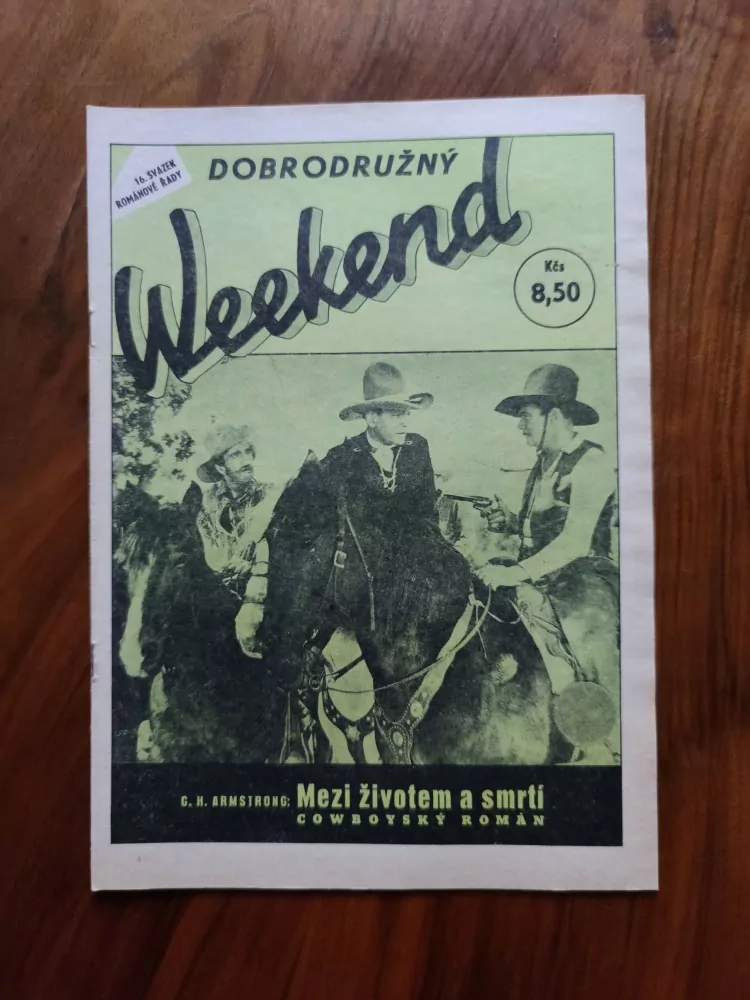 16. SVAZEK
ROMÁNOVÉ ŘADY
DOBRODRUŽNÝ
Weekend
Kčs
8,50
C. H. ARMSTRONG: Mezi životem a smrtí
COWBOYSKÝ ROMÁN